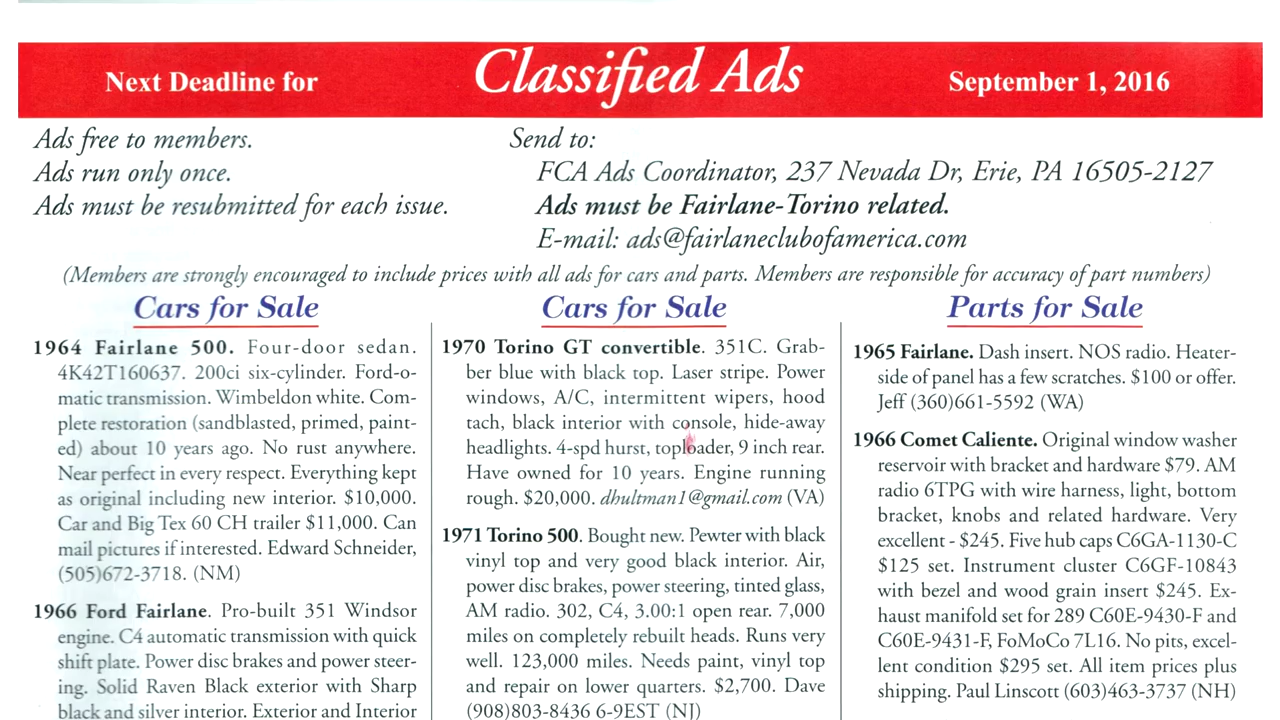 Next Deadline for Classified Ads September 1, 2016
Ads free to members.
Ads run only once.
Ads must be resubmitted for each issue.
Send to:
FCA Ads Coordinator, 237 Nevada Dr, Erie, PA 16505-2127
Ads must be Fairlane-Torino related.
E-mail: ads@fairlaneclubofamerica.com
(Members are strongly encouraged to include prices with all ads for cars and parts. Members are responsible for accuracy of part numbers)
Cars for Sale
1964 Fairlane 500. Four-door sedan.
4K42T160637. 200ci six-cylinder. Ford-o-
matic transmission. Wimbeldon white. Com-
plete restoration (sandblasted, primed, paint-
ed) about 10 years ago. No rust anywhere.
Near perfect in every respect. Everything kept
as original including new interior. $10,000.
Car and Big Tex 60 CH trailer $11,000. Can
mail pictures if interested. Edward Schneider,
(505)672-3718. (NM)
1966 Ford Fairlane. Pro-built 351 Windsor
engine. C4 automatic transmission with quick
shift plate. Power disc brakes and power steer-
ing. Solid Raven Black exterior with Sharp
black and silver interior. Exterior and Interior
Cars for Sale
1970 Torino GT convertible. 351C. Grab-
ber blue with black top. Laser stripe. Power
windows, A/C, intermittent wipers, hood
tach, black interior with console, hide-away
headlights. 4-spd hurst, toploader, 9 inch rear.
Have owned for 10 years. Engine running
rough. $20,000. dhultman1@gmail.com (VA)
1971 Torino 500. Bought new. Pewter with black
vinyl top and very good black interior. Air,
power disc brakes, power steering, tinted glass,
AM radio. 302, C4, 3.00:1 open rear. 7,000
miles on completely rebuilt heads. Runs very
well. 123,000 miles. Needs paint, vinyl top
and repair on lower quarters. $2,700. Dave
(908)803-8436 6-9EST (NJ)
Parts for Sale
1965 Fairlane. Dash insert. NOS radio. Heater-
side of panel has a few scratches. $100 or offer.
Jeff (360)661-5592 (WA)
1966 Comet Caliente. Original window washer
reservoir with bracket and hardware $79. AM
radio 6TPG with wire harness, light, bottom
bracket, knobs and related hardware. Very
excellent - $245. Five hub caps C6GA-1130-C
$125 set. Instrument cluster C6GF-10843
with bezel and wood grain insert $245. Ex-
haust manifold set for 289 C60E-9430-F and
C60E-9431-F, FoMoCo 7L16. No pits, excel-
lent condition $295 set. All item prices plus
shipping. Paul Linscott (603)463-3737 (NH)